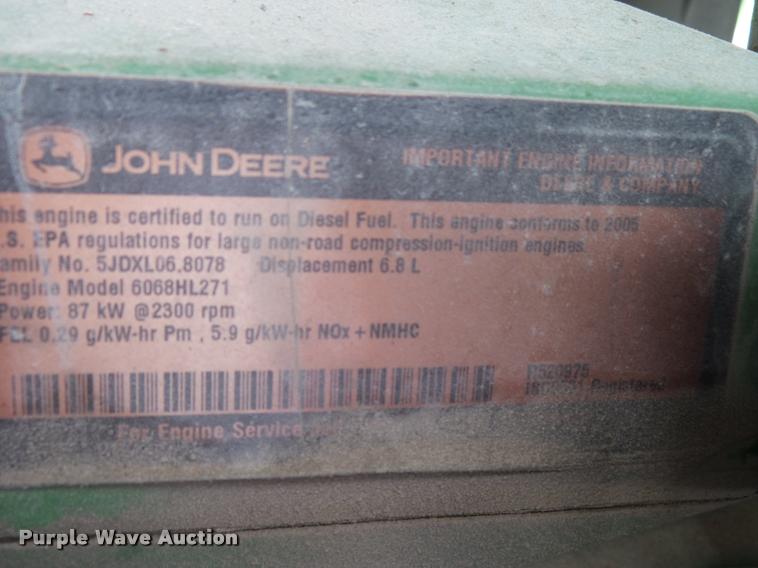 JOHN DEERE
IMPORTANT ENGINE INFORMATION
DEERE & COMPANY
his engine is certified to run on Diesel Fuel. This engine conforms to 2005
.S. EPA regulations for large non-road compression-ignition engines.
amily No. 5JDXL06.8078 Displacement 6.8 L
Engine Model 6068HL271
Power: 87 kW @2300 rpm
FEL 0.29 g/kW-hr Pm , 5.9 g/kW-hr NOx + NMHC
R520975
Registered
For Engine Service
Purple Wave Auction